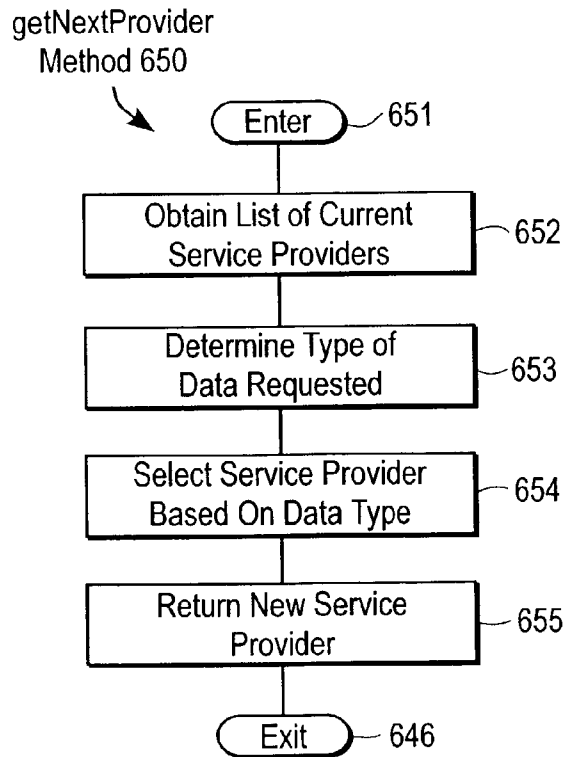 getNextProvider
Method 650
Enter
651
Obtain List of Current
Service Providers
652
Determine Type of
Data Requested
653
Select Service Provider
Based On Data Type
654
Return New Service
Provider
655
Exit
646